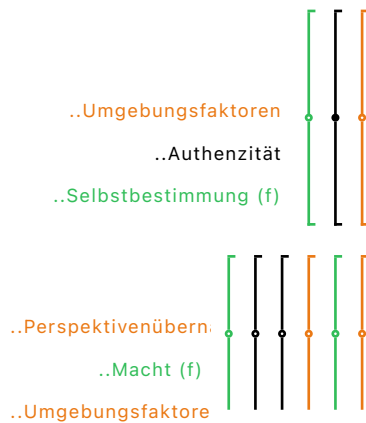 ..Umgebungsfaktoren
..Authenzität
..Selbstbestimmung (f)
..Perspektivenübern
..Macht (f)
..Umgebungsfaktore